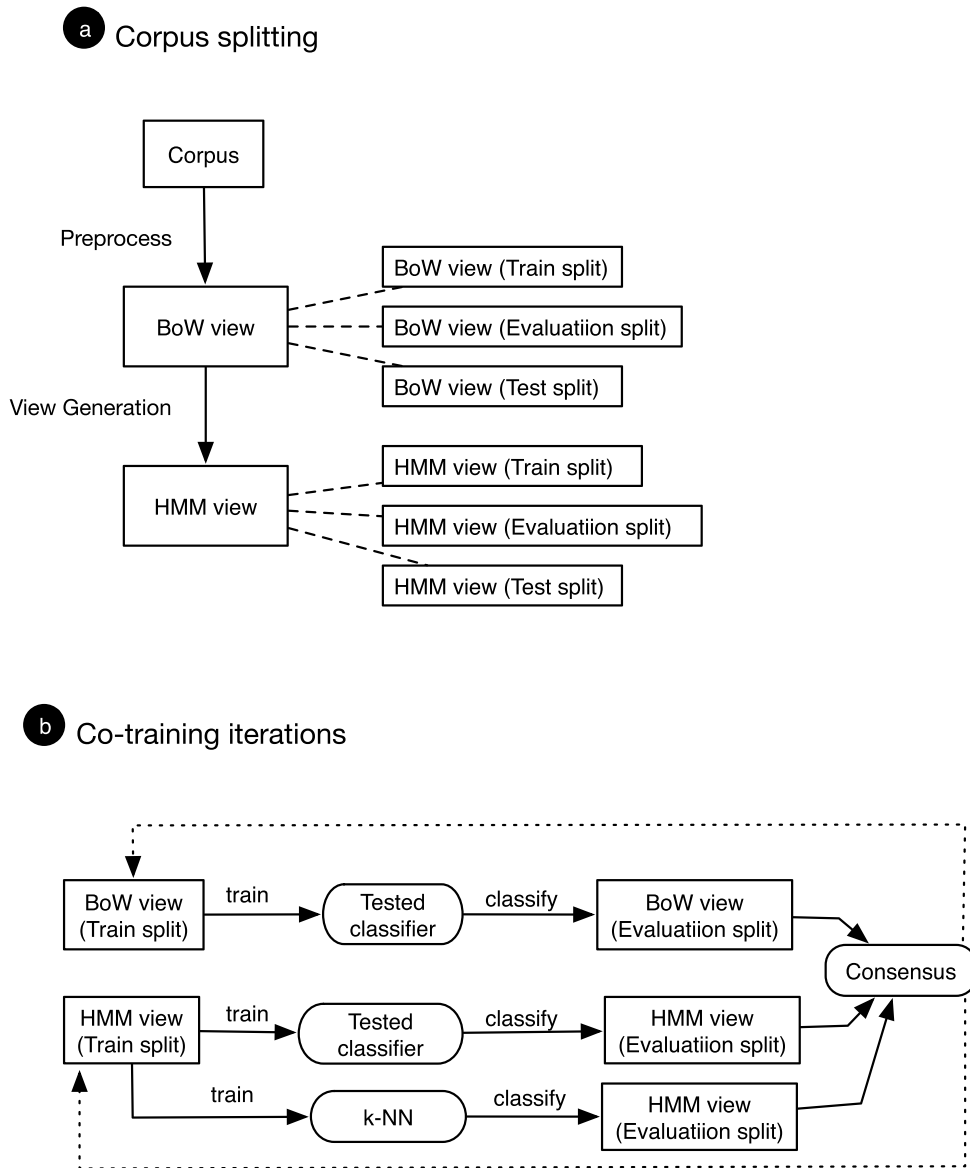 a Corpus splitting
Corpus
Preprocess
BoW view (Train split)
BoW view
BoW view (Evaluatiion split)
BoW view (Test split)
View Generation
HMM view (Train split)
HMM view
HMM view (Evaluatiion split)
HMM view (Test split)
b Co-training iterations
BoW view
(Train split)
train
Tested
classifier
classify
BoW view
(Evaluatiion split)
Consensus
HMM view
(Train split)
train
Tested
classifier
classify
HMM view
(Evaluatiion split)
train
k-NN
classify
HMM view
(Evaluatiion split)